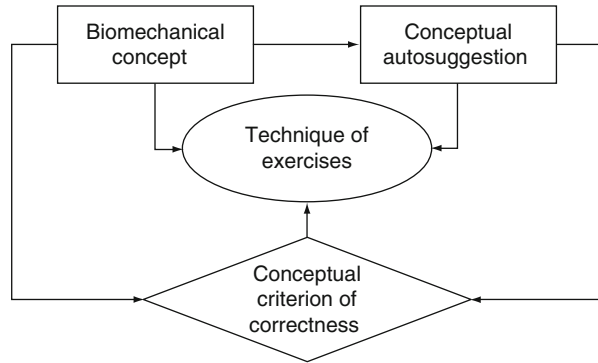 Biomechanical
concept
Conceptual
autosuggestion
Technique of
exercises
Conceptual
criterion of
correctness